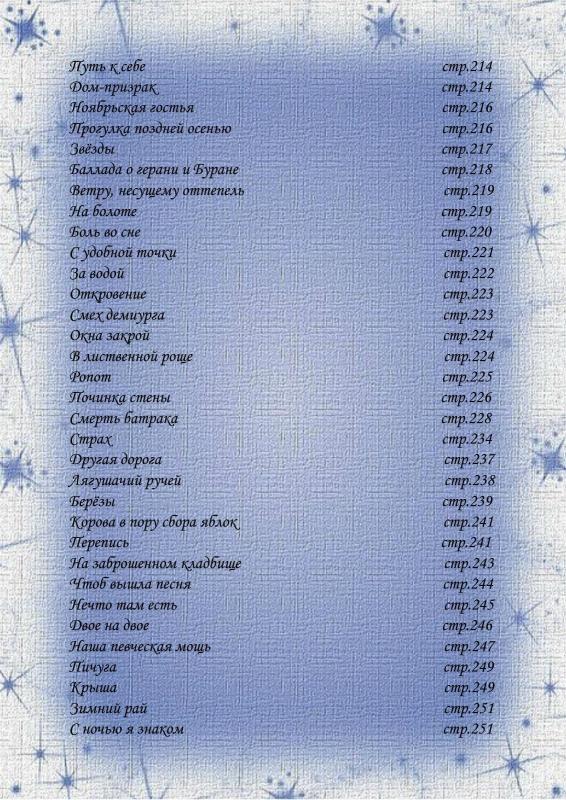 Путь к себе стр.214
Дом-призрак стр.214
Ноябрьская гостья стр.216
Прогулка поздней осенью стр.216
Звёзды стр.217
Баллада о герани и Буране стр.218
Ветру, несущему оттепель стр.219
На болоте стр.219
Боль во сне стр.220
С удобной точки стр.221
За водой стр.222
Откровение стр.223
Смех демиурга стр.223
Окна закрой стр.224
В лиственной роще стр.224
Ропот стр.225
Починка стены стр.226
Смерть батрака стр.228
Страх стр.234
Другая дорога стр.237
Лягушачий ручей стр.238
Берёзы стр.239
Корова в пору сбора яблок стр.241
Перепись стр.241
На заброшенном кладбище стр.243
Чтоб вышла песня стр.244
Нечто там есть стр.245
Двое на двое стр.246
Наша певческая мощь стр.247
Пичуга стр.249
Крыша стр.249
Зимний рай стр.251
С ночью я знаком стр.251